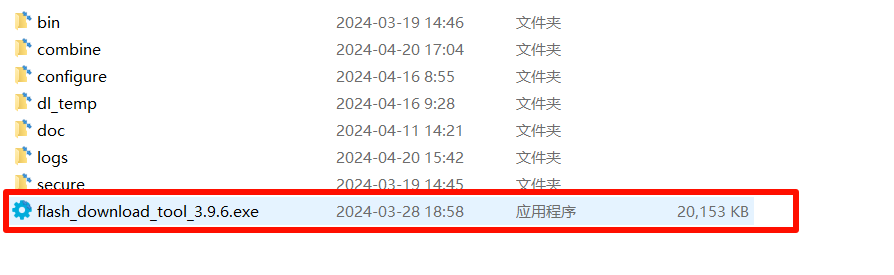 bin 2024-03-19 14:46 文件夹
combine 2024-04-20 17:04 文件夹
configure 2024-04-16 8:55 文件夹
dl_temp 2024-04-16 9:28 文件夹
doc 2024-04-11 14:21 文件夹
logs 2024-04-20 15:42 文件夹
secure 2024-03-19 14:45 文件夹
flash_download_tool_3.9.6.exe 2024-03-28 18:58 应用程序 20,153 KB